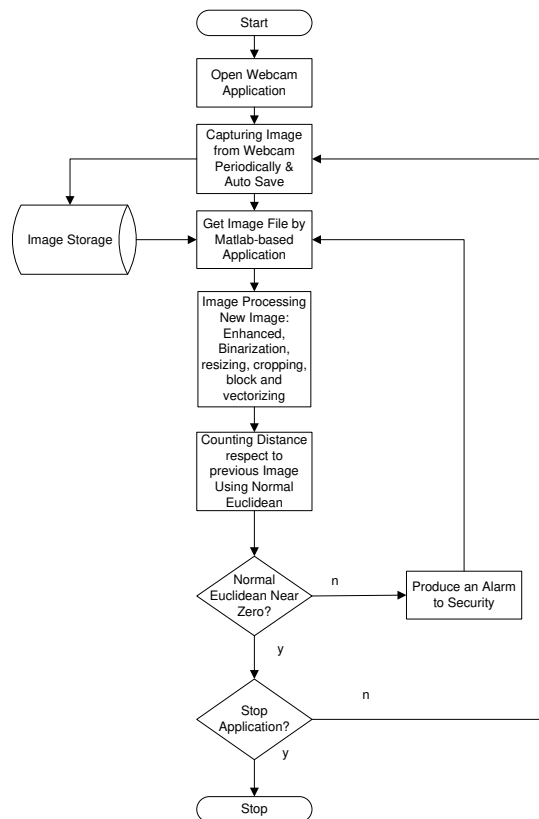 Start
Open Webcam
Application
Capturing Image
from Webcam
Periodically &
Auto Save
Image Storage
Get Image File by
Matlab-based
Application
Image Processing
New Image:
Enhanced,
Binarization,
resizing, cropping,
block and
vectorizing
Counting Distance
respect to
previous Image
Using Normal
Euclidean
Normal
Euclidean Near
Zero?
n
Produce an Alarm
to Security
y
Stop
Application?
n
y
Stop